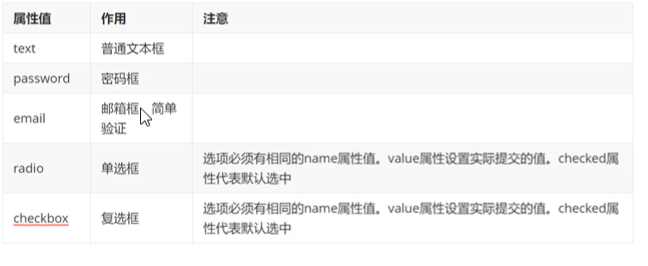 属性值 作用 注意
text 普通文本框
password 密码框
email 邮箱框，简单
验证
radio 单选框 选项必须有相同的name属性值。value属性设置实际提交的值。checked属
性代表默认选中
checkbox 复选框 选项必须有相同的name属性值。value属性设置实际提交的值。checked属
性代表默认选中